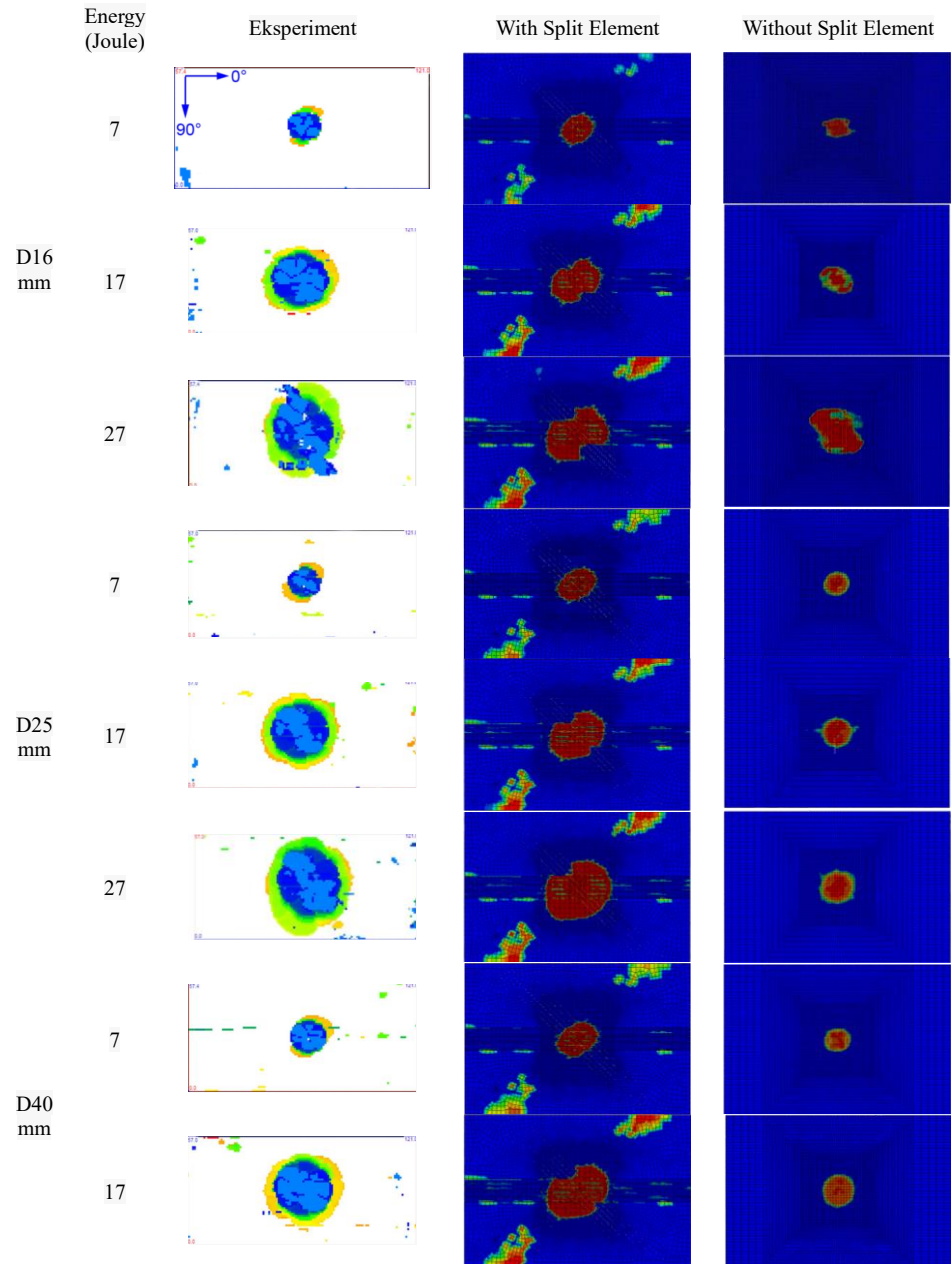 Energy
(Joule)
Eksperiment
With Split Element
Without Split Element
0°
90°
7
D16
mm
17
27
7
D25
mm
17
27
7
D40
mm
17